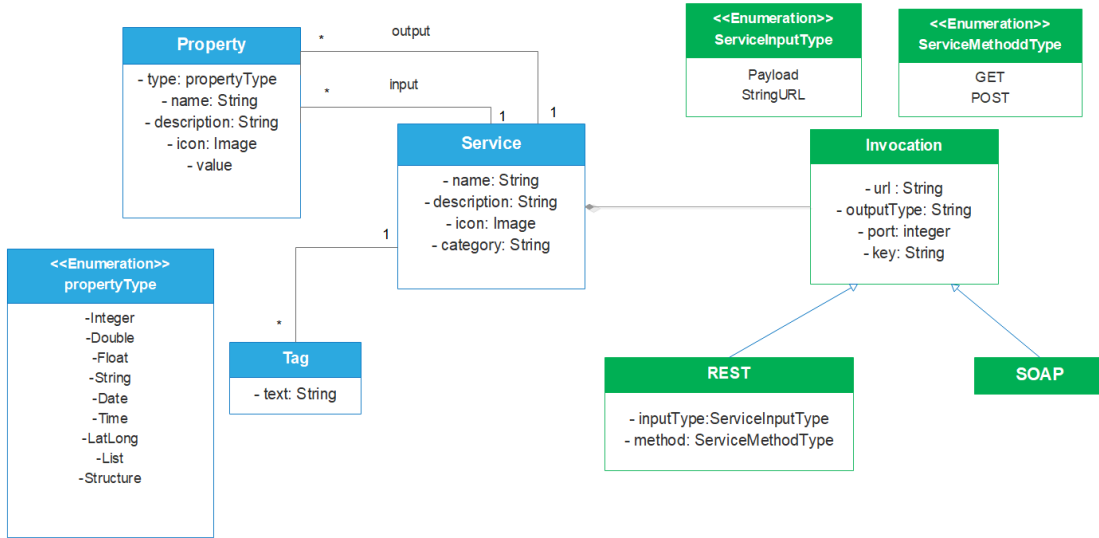 Property
- type: propertyType
- name: String
- description: String
- icon: Image
- value
*
output
*
input
1
1
<<Enumeration>>
ServiceInputType
Payload
StringURL
<<Enumeration>>
ServiceMethoddType
GET
POST
Service
- name: String
- description: String
- icon: Image
- category: String
Invocation
- url : String
- outputType: String
- port: integer
- key: String
1
*
<<Enumeration>>
propertyType
-Integer
-Double
-Float
-String
-Date
-Time
-LatLong
-List
-Structure
Tag
- text: String
REST
- inputType:ServiceInputType
- method: ServiceMethodType
SOAP